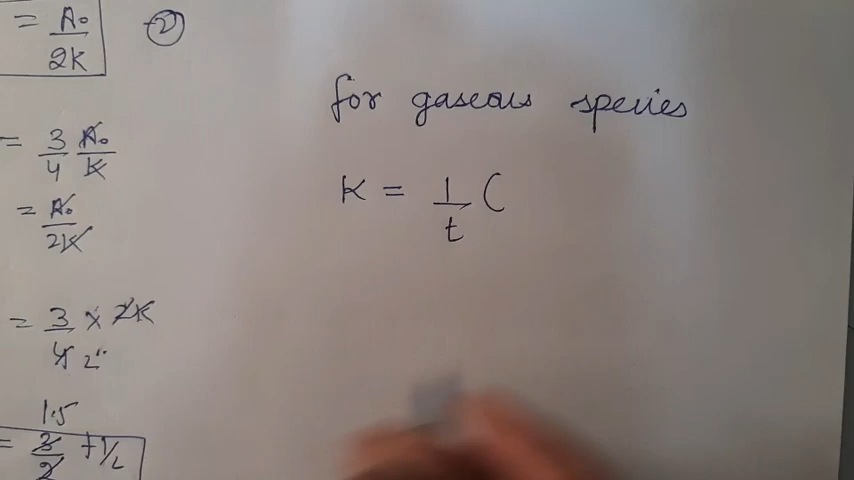 = A₀/2K ②
= 3/4 A₀/K
= A₀/2K
= 3/4 × 2K 2
1.5
= 3/2 t1/2
for gaseous species
K = 1/t (